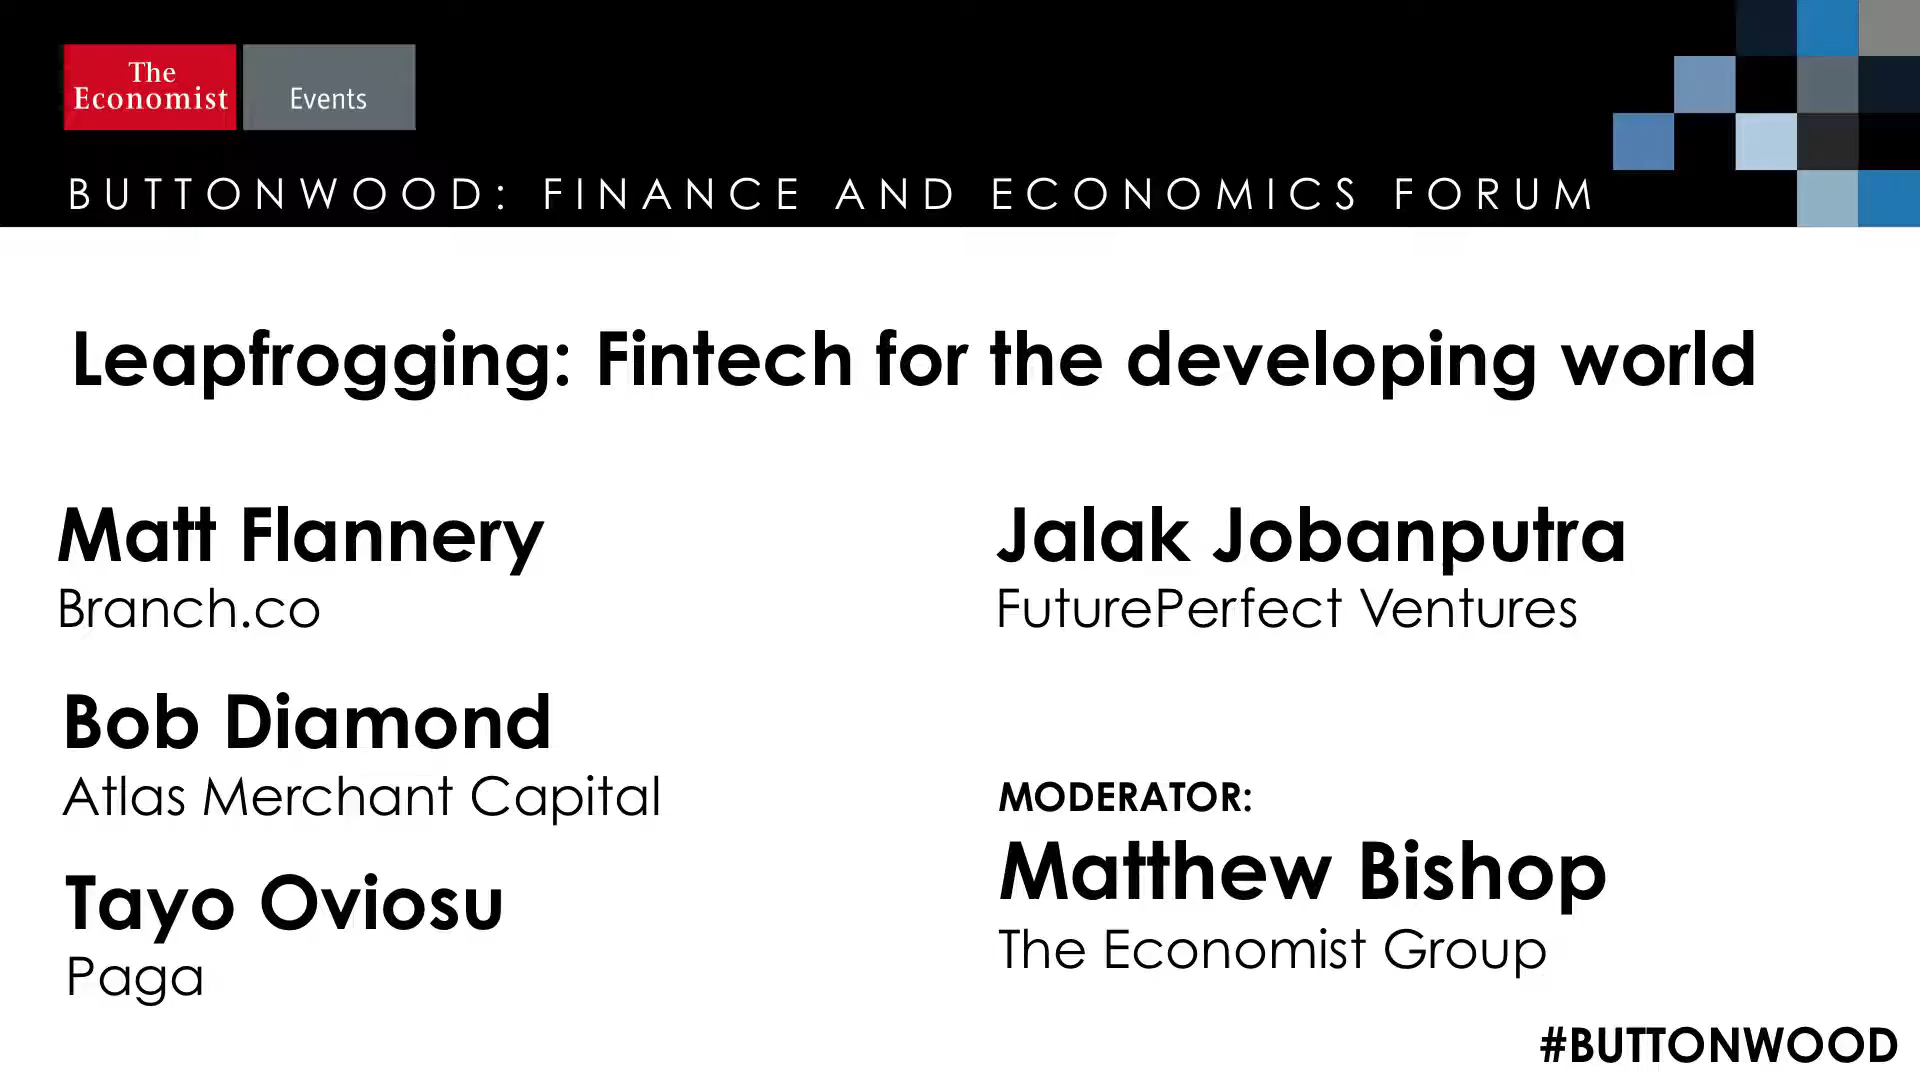 The
Economist
Events
BUTTONWOOD: FINANCE AND ECONOMICS FORUM
Leapfrogging: Fintech for the developing world
Matt Flannery
Branch.co
Bob Diamond
Atlas Merchant Capital
Tayo Oviosu
Paga
Jalak Jobanputra
FuturePerfect Ventures
MODERATOR:
Matthew Bishop
The Economist Group
#BUTTONWOOD